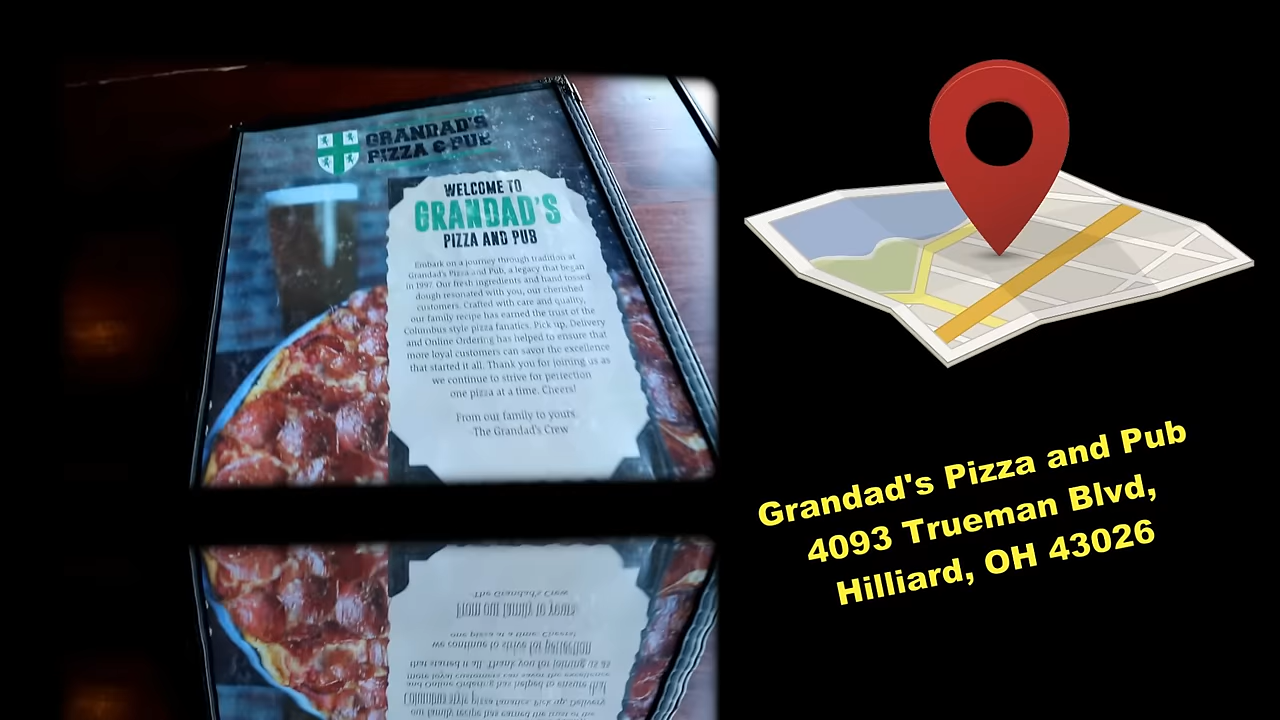 GRANDAD'S
PIZZA & PUB
WELCOME TO
GRANDAD'S
PIZZA AND PUB
Embark on a journey through tradition at
Grandad's Pizza and Pub, a legacy that began
in 1997. Our fresh ingredients and hand tossed
dough resonated with you, our cherished
customers. Crafted with care and quality,
our family recipe has earned the trust of the
Columbus style pizza fanatics. Pick up, Delivery
and Online Ordering has helped to ensure that
more loyal customers can savor the excellence
that started it all. Thank you for joining us as
we continue to strive for perfection
one pizza at a time. Cheers!
From our family to yours.
-The Grandad's Crew
Grandad's Pizza and Pub
4093 Trueman Blvd,
Hilliard, OH 43026